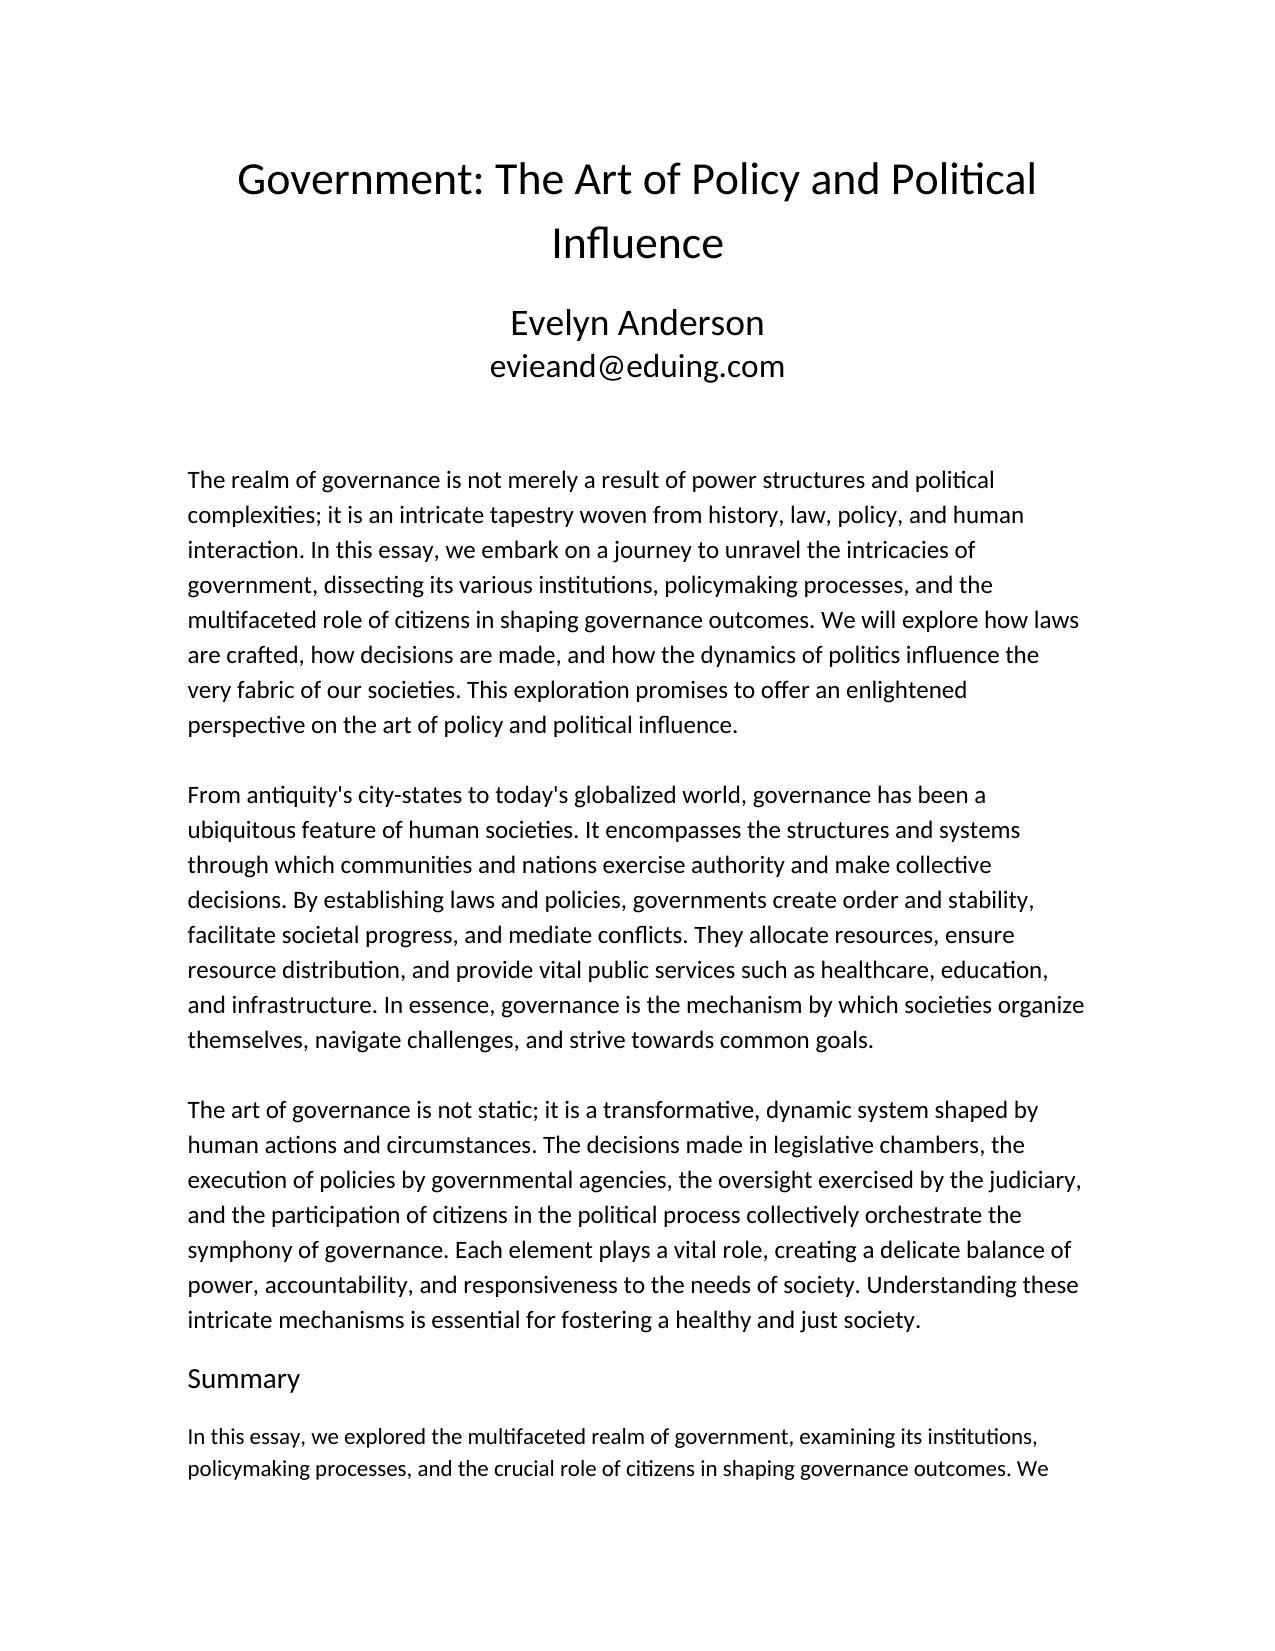 Government: The Art of Policy and Political
Influence
Evelyn Anderson
evieand@eduing.com
The realm of governance is not merely a result of power structures and political
complexities; it is an intricate tapestry woven from history, law, policy, and human
interaction. In this essay, we embark on a journey to unravel the intricacies of
government, dissecting its various institutions, policymaking processes, and the
multifaceted role of citizens in shaping governance outcomes. We will explore how laws
are crafted, how decisions are made, and how the dynamics of politics influence the
very fabric of our societies. This exploration promises to offer an enlightened
perspective on the art of policy and political influence.
From antiquity's city-states to today's globalized world, governance has been a
ubiquitous feature of human societies. It encompasses the structures and systems
through which communities and nations exercise authority and make collective
decisions. By establishing laws and policies, governments create order and stability,
facilitate societal progress, and mediate conflicts. They allocate resources, ensure
resource distribution, and provide vital public services such as healthcare, education,
and infrastructure. In essence, governance is the mechanism by which societies organize
themselves, navigate challenges, and strive towards common goals.
The art of governance is not static; it is a transformative, dynamic system shaped by
human actions and circumstances. The decisions made in legislative chambers, the
execution of policies by governmental agencies, the oversight exercised by the judiciary,
and the participation of citizens in the political process collectively orchestrate the
symphony of governance. Each element plays a vital role, creating a delicate balance of
power, accountability, and responsiveness to the needs of society. Understanding these
intricate mechanisms is essential for fostering a healthy and just society.
Summary
In this essay, we explored the multifaceted realm of government, examining its institutions,
policymaking processes, and the crucial role of citizens in shaping governance outcomes. We